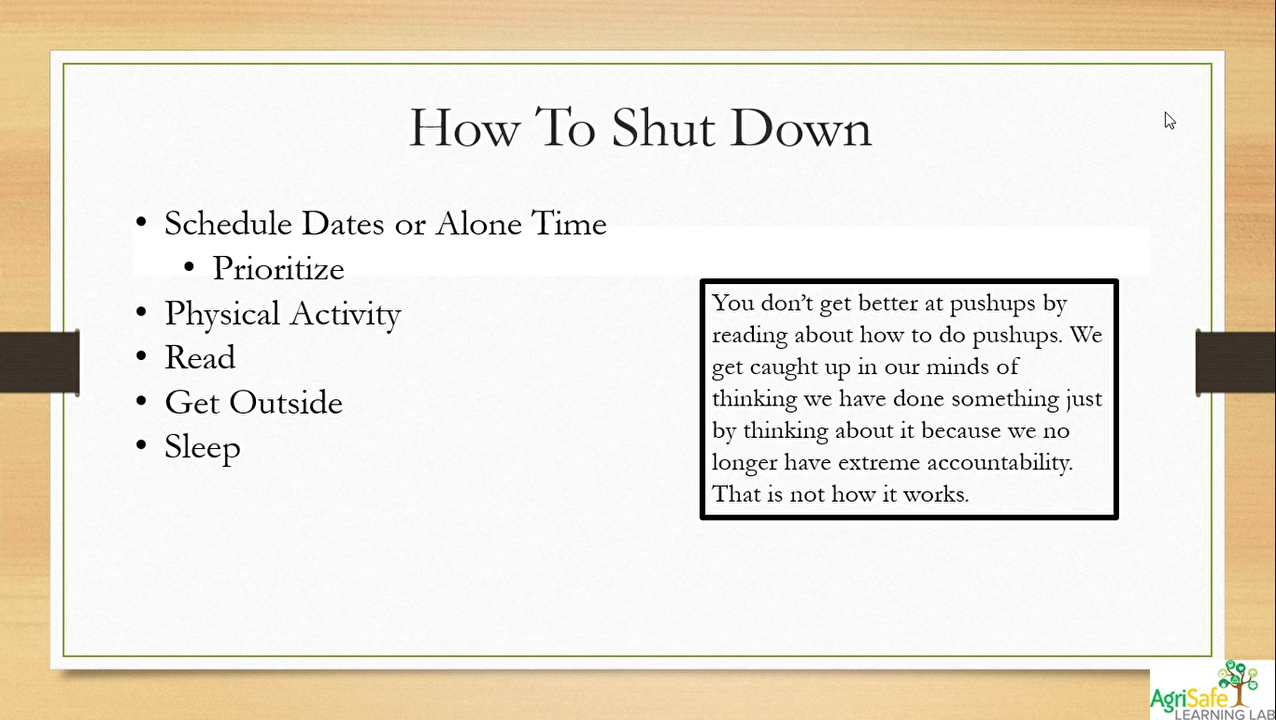 How To Shut Down
• Schedule Dates or Alone Time
• Prioritize
• Physical Activity
• Read
• Get Outside
• Sleep
You don’t get better at pushups by
reading about how to do pushups. We
get caught up in our minds of
thinking we have done something just
by thinking about it because we no
longer have extreme accountability.
That is not how it works.
AgriSafe
LEARNING LAB